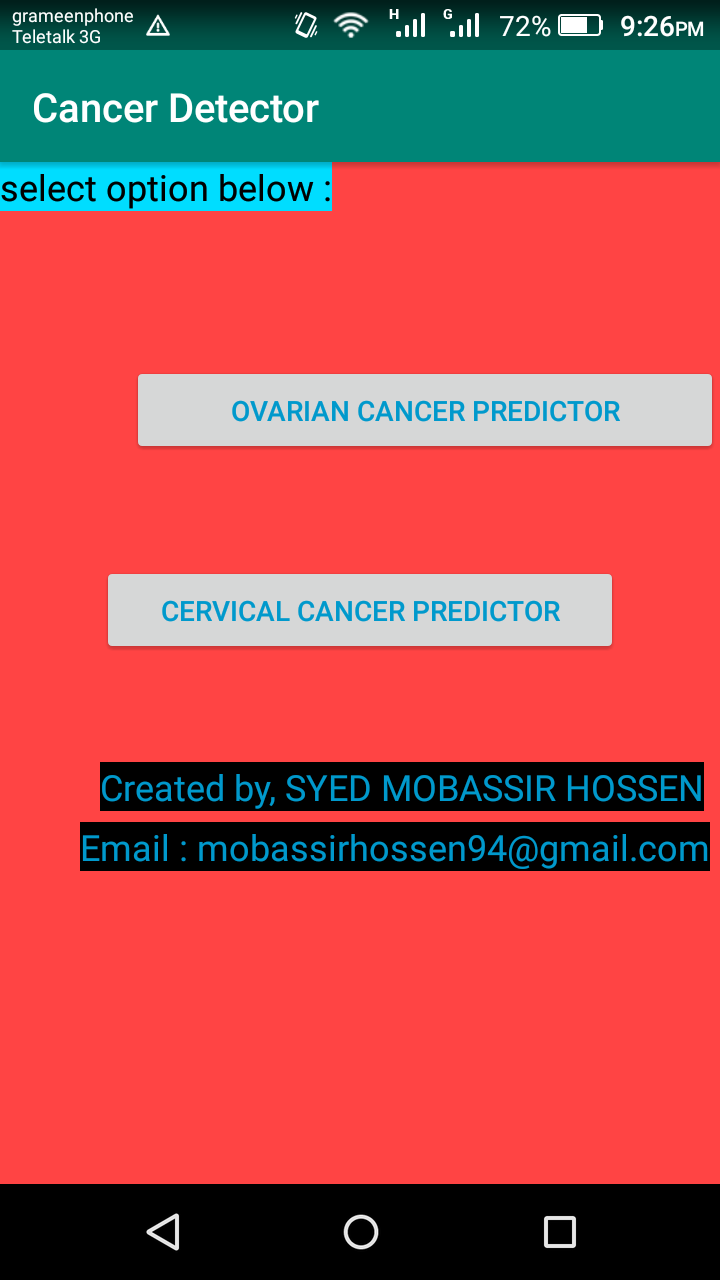 grameenphone
Teletalk 3G
H G 72% 9:26PM
Cancer Detector
select option below :
OVARIAN CANCER PREDICTOR
CERVICAL CANCER PREDICTOR
Created by, SYED MOBASSIR HOSSEN
Email : mobassirhossen94@gmail.com